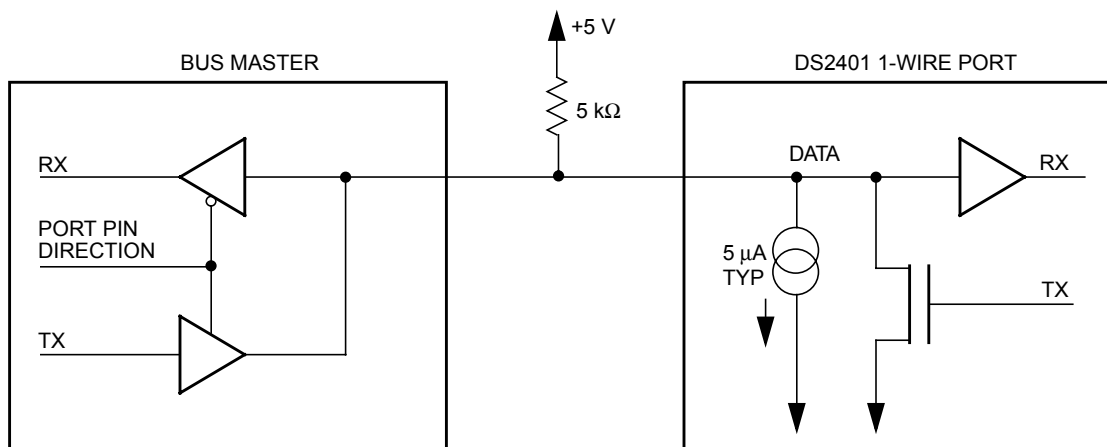 +5 V
BUS MASTER
DS2401 1-WIRE PORT
5 kΩ
RX
DATA
RX
PORT PIN
DIRECTION
5 μA
TYP
TX
TX